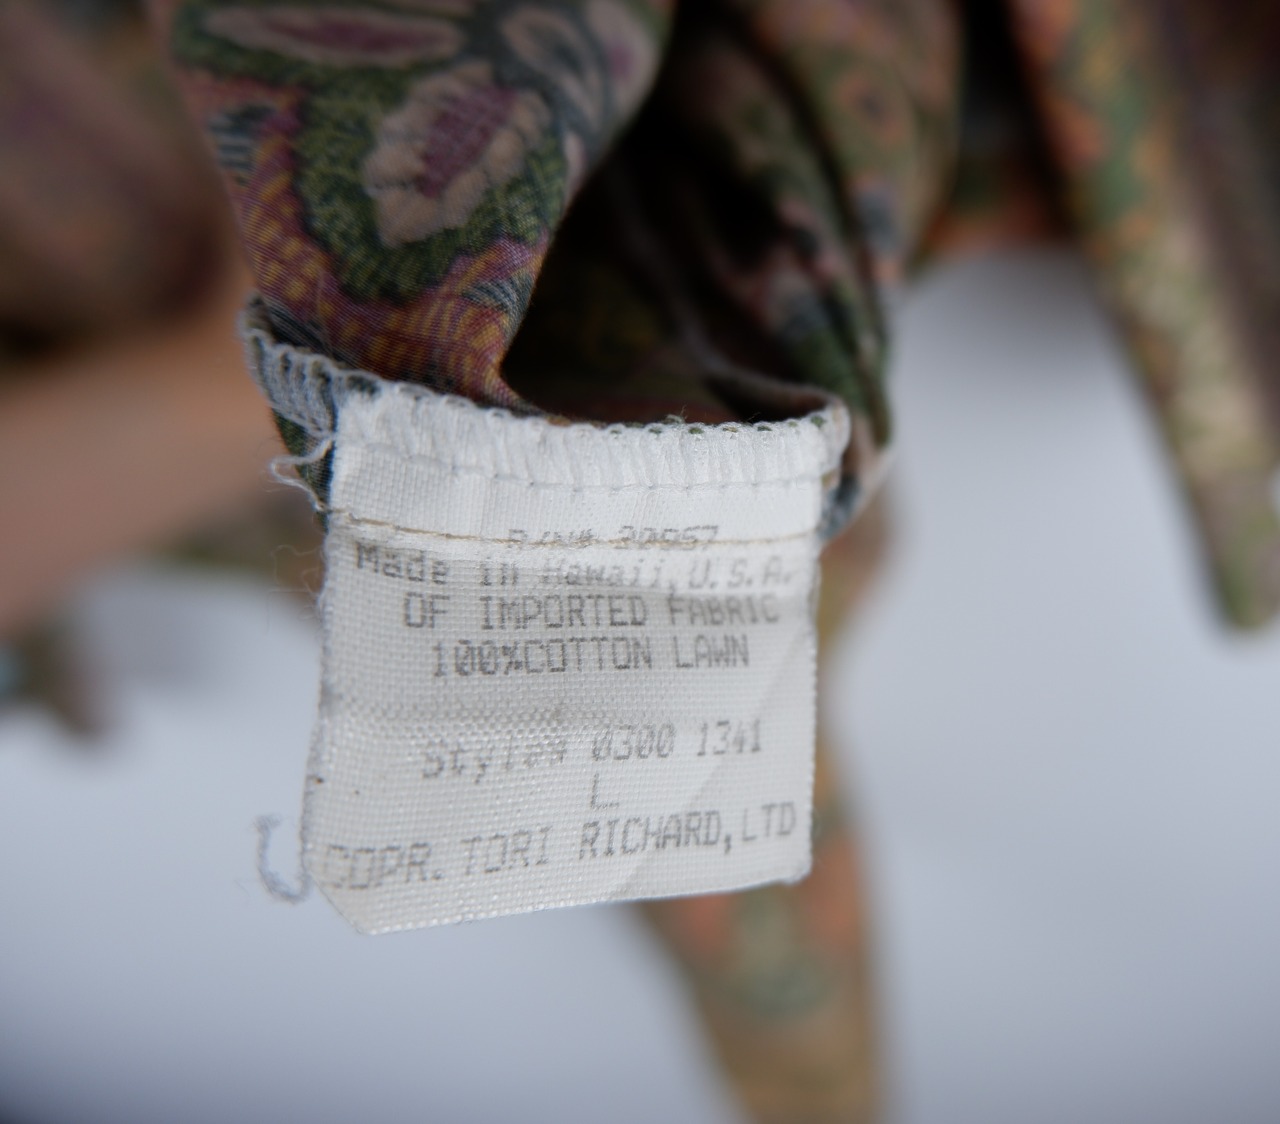 Made in Hawaii, U.S.A.
OF IMPORTED FABRIC
100%COTTON LAWN
Style# 0300 1341
L
COPR. TORI RICHARD, LTD